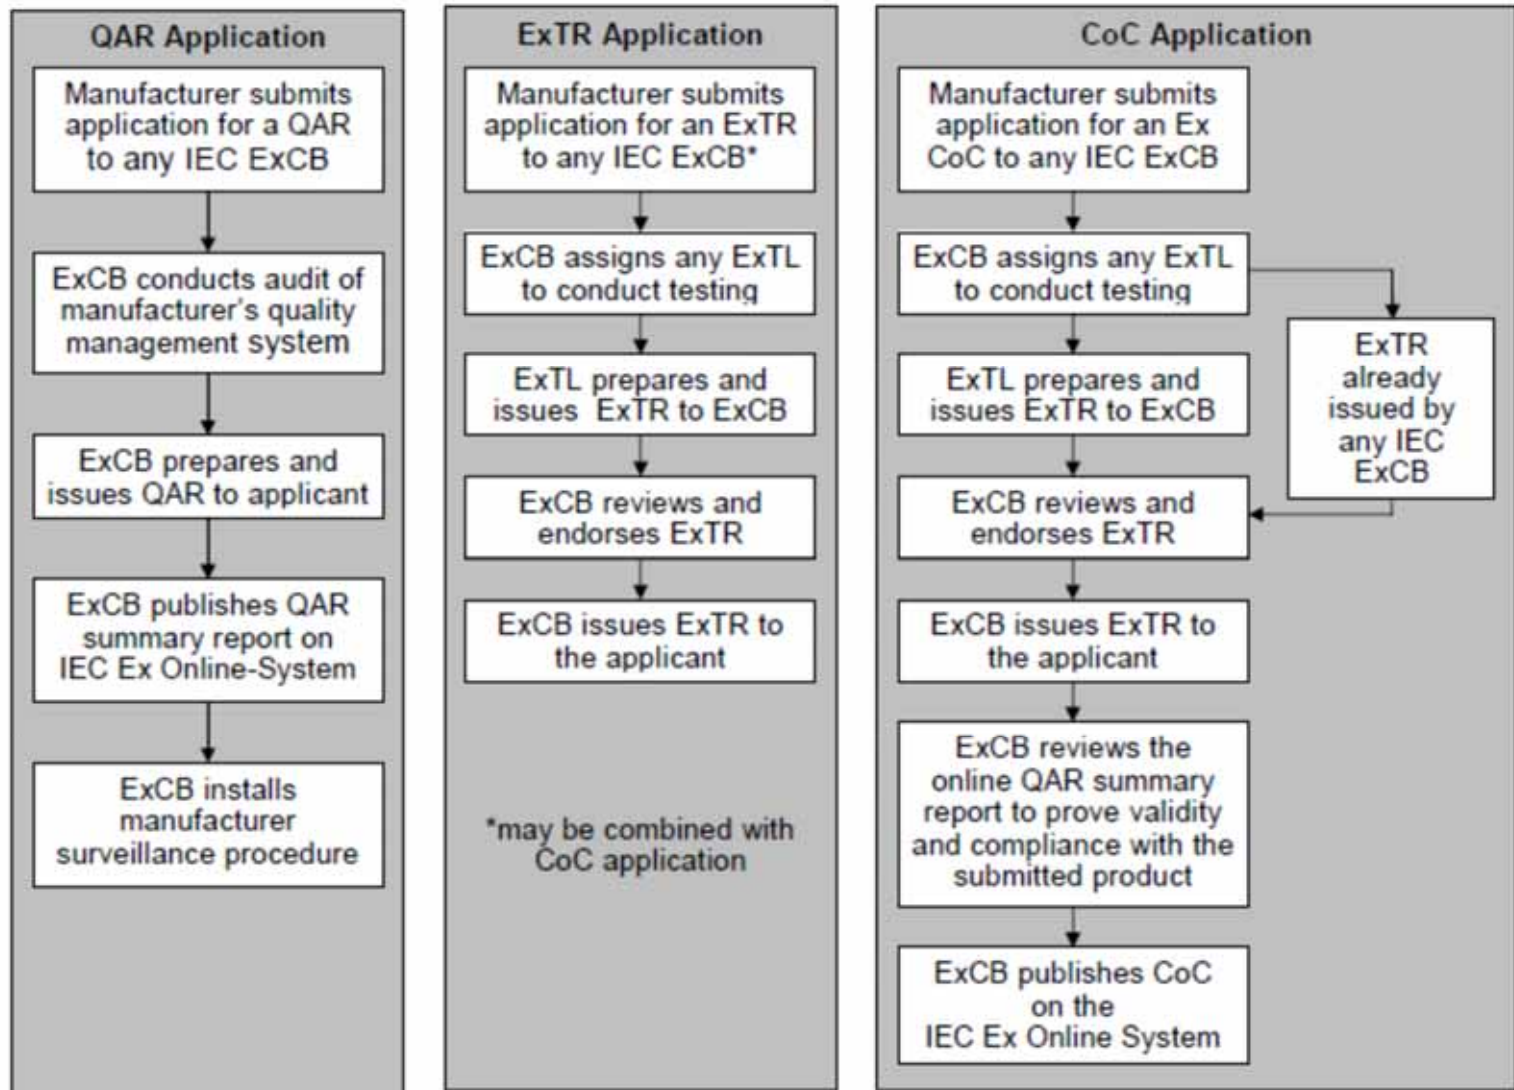 QAR Application
Manufacturer submits
application for a QAR
to any IEC ExCB
ExCB conducts audit of
manufacturer's quality
management system
ExCB prepares and
issues QAR to applicant
ExCB publishes QAR
summary report on
IEC Ex Online-System
ExCB installs
manufacturer
surveillance procedure
ExTR Application
Manufacturer submits
application for an ExTR
to any IEC ExCB*
ExCB assigns any ExTL
to conduct testing
ExTL prepares and
issues ExTR to ExCB
ExCB reviews and
endorses ExTR
ExCB issues ExTR to
the applicant
*may be combined with
CoC application
CoC Application
Manufacturer submits
application for an Ex
CoC to any IEC ExCB
ExCB assigns any ExTL
to conduct testing
ExTR
already
issued by
any IEC
ExCB
ExTL prepares and
issues ExTR to ExCB
ExCB reviews and
endorses ExTR
ExCB issues ExTR to
the applicant
ExCB reviews the
online QAR summary
report to prove validity
and compliance with the
submitted product
ExCB publishes CoC
on the
IEC Ex Online System